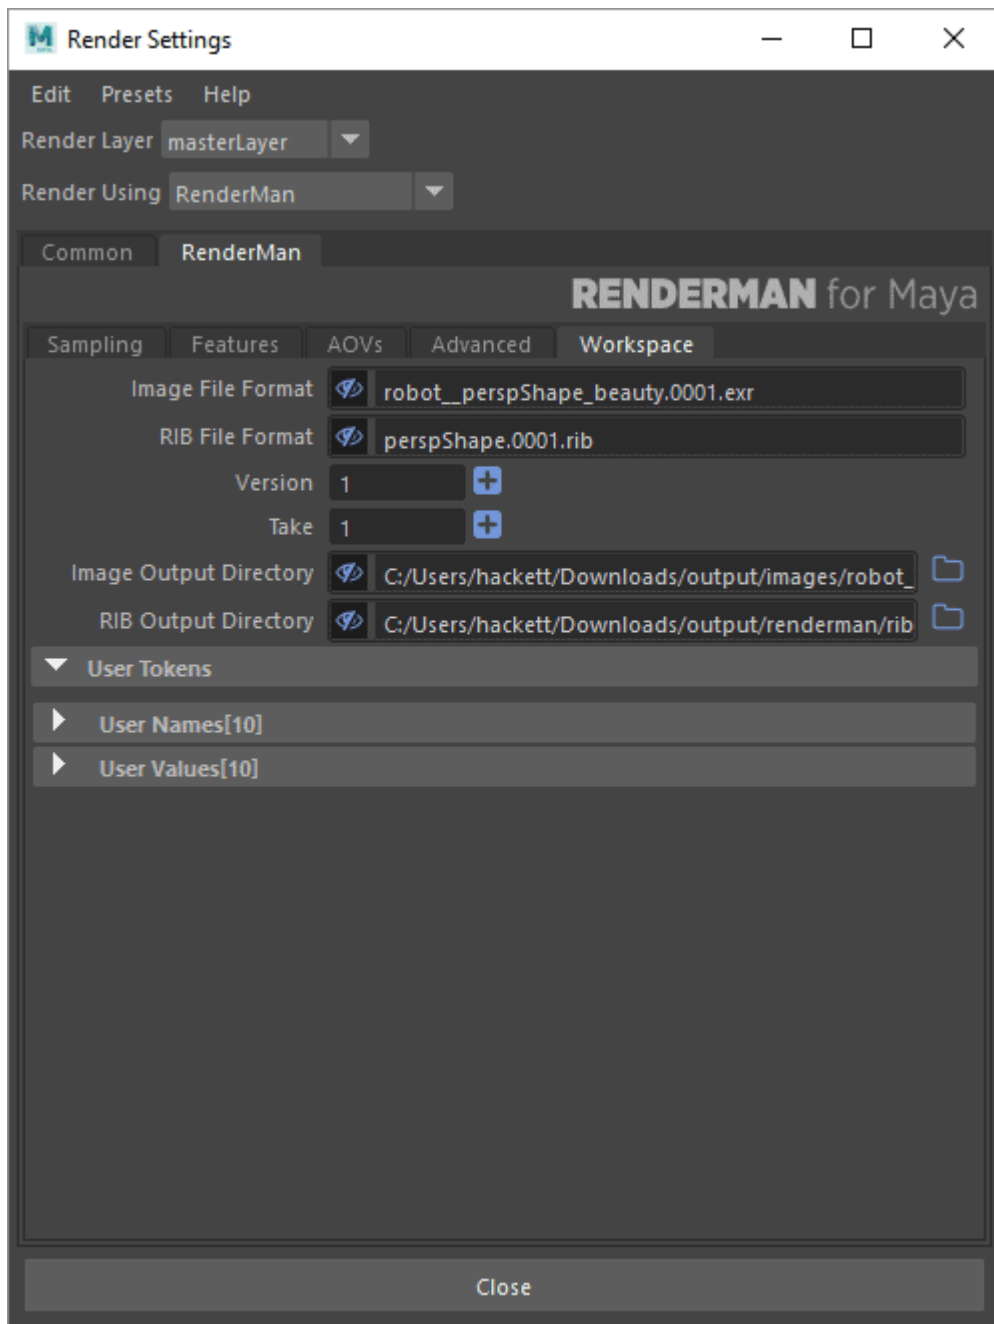 Render Settings
Edit Presets Help
Render Layer masterLayer
Render Using RenderMan
Common RenderMan
RENDERMAN for Maya
Sampling Features AOVs Advanced Workspace
Image File Format robot__perspShape_beauty.0001.exr
RIB File Format perspShape.0001.rib
Version 1
Take 1
Image Output Directory C:/Users/hackett/Downloads/output/images/robot_
RIB Output Directory C:/Users/hackett/Downloads/output/renderman/rib
User Tokens
User Names[10]
User Values[10]
Close